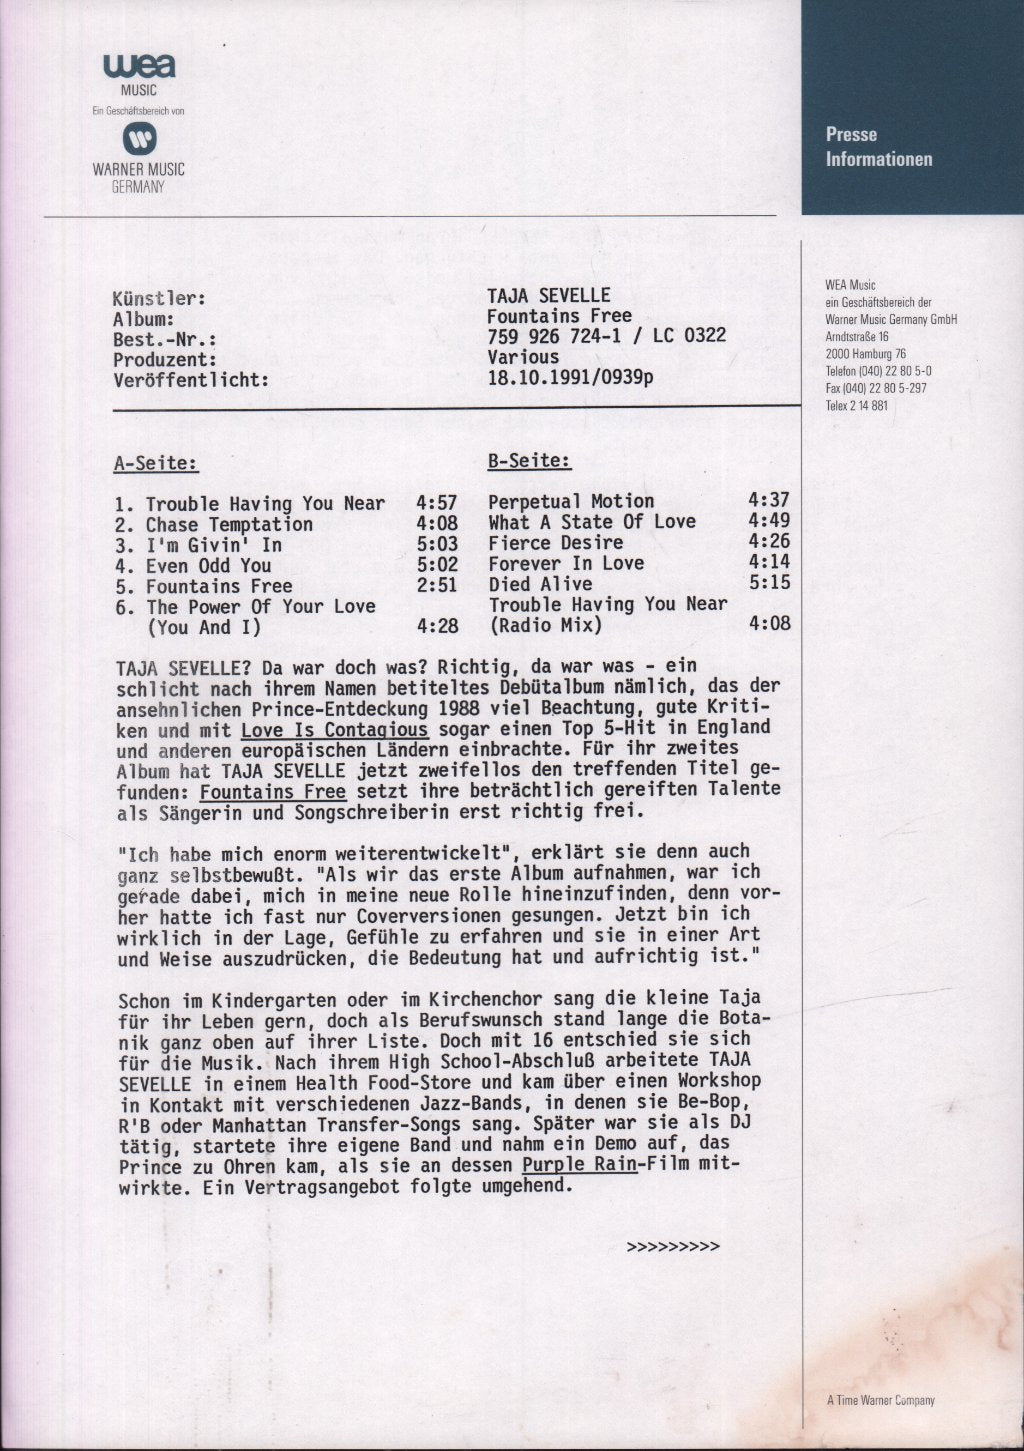 wea
MUSIC
Ein Geschäftsbereich von
WARNER MUSIC
GERMANY
Presse
Informationen
WEA Music
ein Geschäftsbereich der
Warner Music Germany GmbH
Arndtstraße 16
2000 Hamburg 76
Telefon (040) 22 80 5-0
Fax (040) 22 80 5-297
Telex 2 14 881
Künstler: TAJA SEVELLE
Album: Fountains Free
Best.-Nr.: 759 926 724-1 / LC 0322
Produzent: Various
Veröffentlicht: 18.10.1991/0939p
A-Seite: B-Seite:
1. Trouble Having You Near 4:57 Perpetual Motion 4:37
2. Chase Temptation 4:08 What A State Of Love 4:49
3. I'm Givin' In 5:03 Fierce Desire 4:26
4. Even Odd You 5:02 Forever In Love 4:14
5. Fountains Free 2:51 Died Alive 5:15
6. The Power Of Your Love Trouble Having You Near
(You And I) 4:28 (Radio Mix) 4:08
TAJA SEVELLE? Da war doch was? Richtig, da war was - ein
schlicht nach ihrem Namen betiteltes Debütalbum nämlich, das der
ansehnlichen Prince-Entdeckung 1988 viel Beachtung, gute Kriti-
ken und mit Love Is Contagious sogar einen Top 5-Hit in England
und anderen europäischen Ländern einbrachte. Für ihr zweites
Album hat TAJA SEVELLE jetzt zweifellos den treffenden Titel ge-
funden: Fountains Free setzt ihre beträchtlich gereiften Talente
als Sängerin und Songschreiberin erst richtig frei.
"Ich habe mich enorm weiterentwickelt", erklärt sie denn auch
ganz selbstbewußt. "Als wir das erste Album aufnahmen, war ich
gerade dabei, mich in meine neue Rolle hineinzufinden, denn vor-
her hatte ich fast nur Coverversionen gesungen. Jetzt bin ich
wirklich in der Lage, Gefühle zu erfahren und sie in einer Art
und Weise auszudrücken, die Bedeutung hat und aufrichtig ist."
Schon im Kindergarten oder im Kirchenchor sang die kleine Taja
für ihr Leben gern, doch als Berufswunsch stand lange die Bota-
nik ganz oben auf ihrer Liste. Doch mit 16 entschied sie sich
für die Musik. Nach ihrem High School-Abschluß arbeitete TAJA
SEVELLE in einem Health Food-Store und kam über einen Workshop
in Kontakt mit verschiedenen Jazz-Bands, in denen sie Be-Bop,
R'B oder Manhattan Transfer-Songs sang. Später war sie als DJ
tätig, startete ihre eigene Band und nahm ein Demo auf, das
Prince zu Ohren kam, als sie an dessen Purple Rain-Film mit-
wirkte. Ein Vertragsangebot folgte umgehend.
>>>>>>>>>
A Time Warner Company